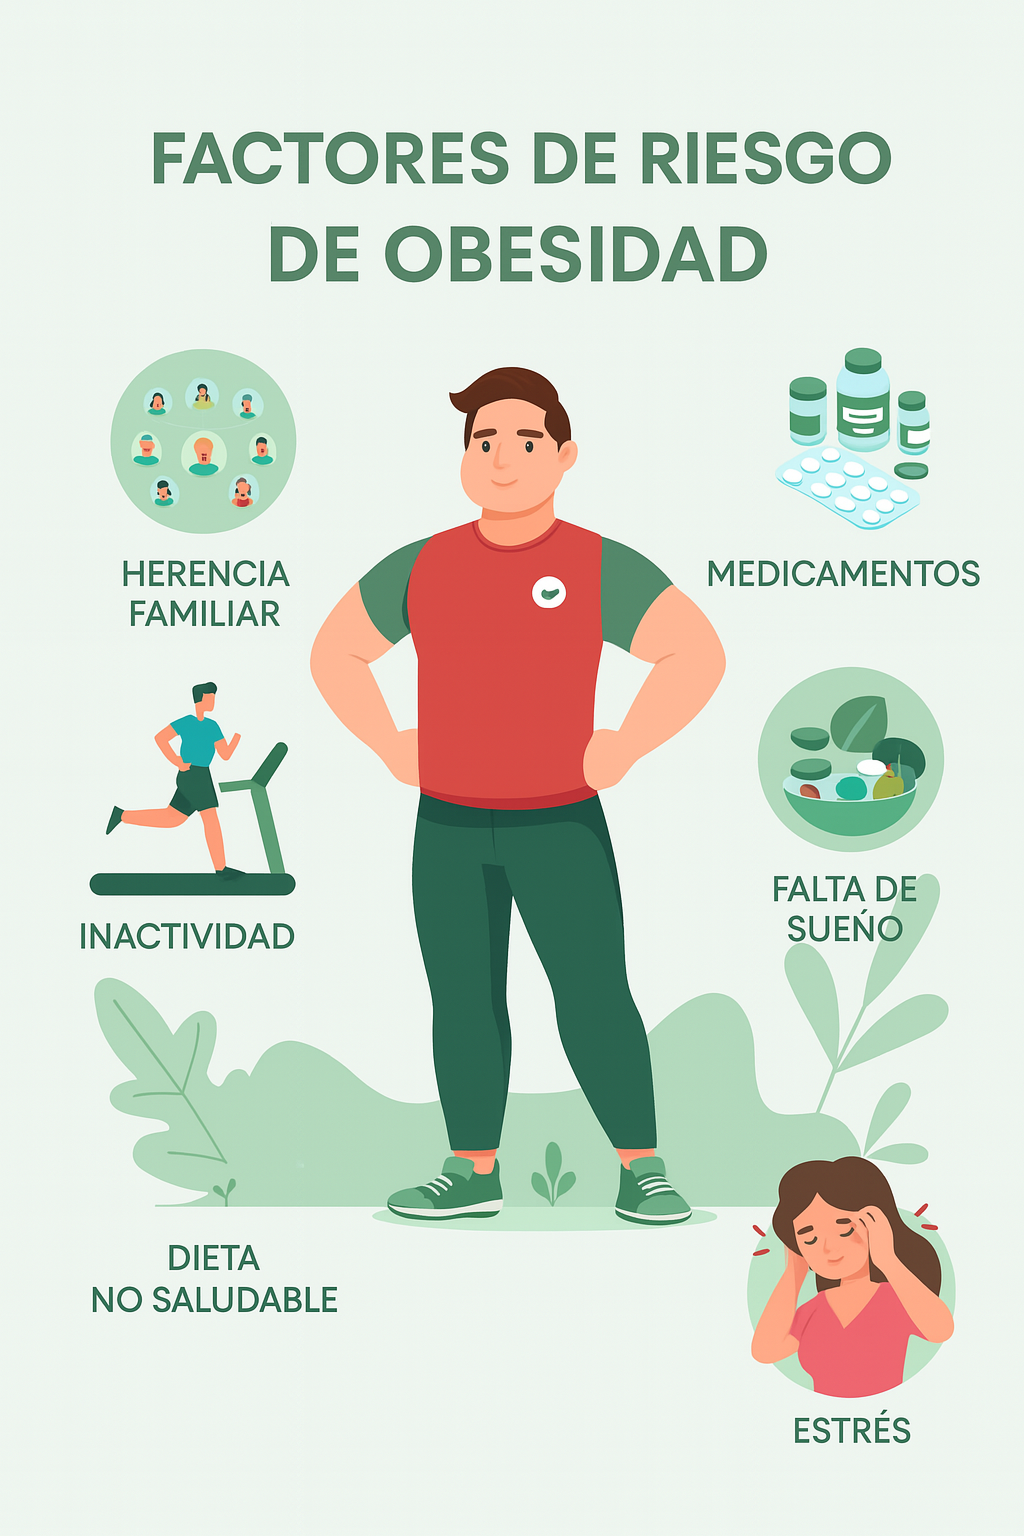 FACTORES DE RIESGO
DE OBESIDAD
HERENCIA
FAMILIAR
MEDICAMENTOS
INACTIVIDAD
FALTA DE
SUEŃO
DIETA
NO SALUDABLE
ESTRÉS